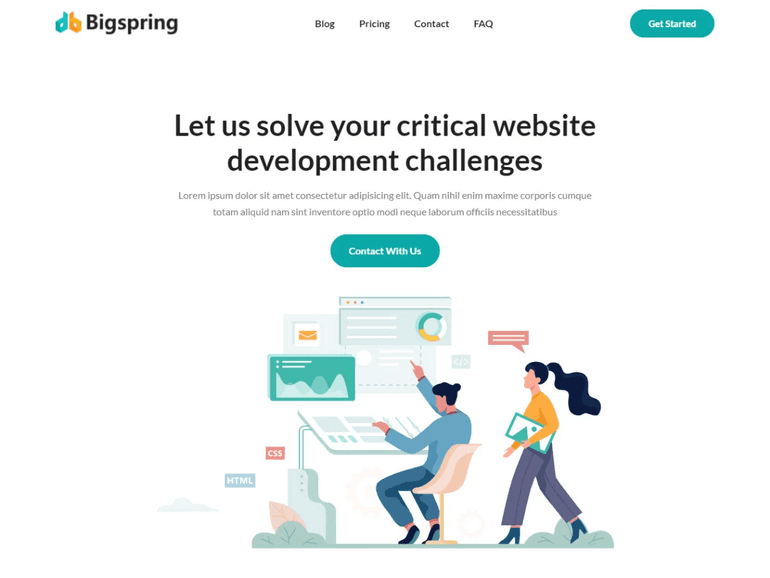 Bigspring
Blog
Pricing
Contact
FAQ
Get Started
Let us solve your critical website
development challenges
Lorem ipsum dolor sit amet consectetur adipisicing elit. Quam nihil enim maxime corporis cumque
totam aliquid nam sint inventore optio modi neque laborum officiis necessitatibus
Contact With Us
</>
CSS
HTML